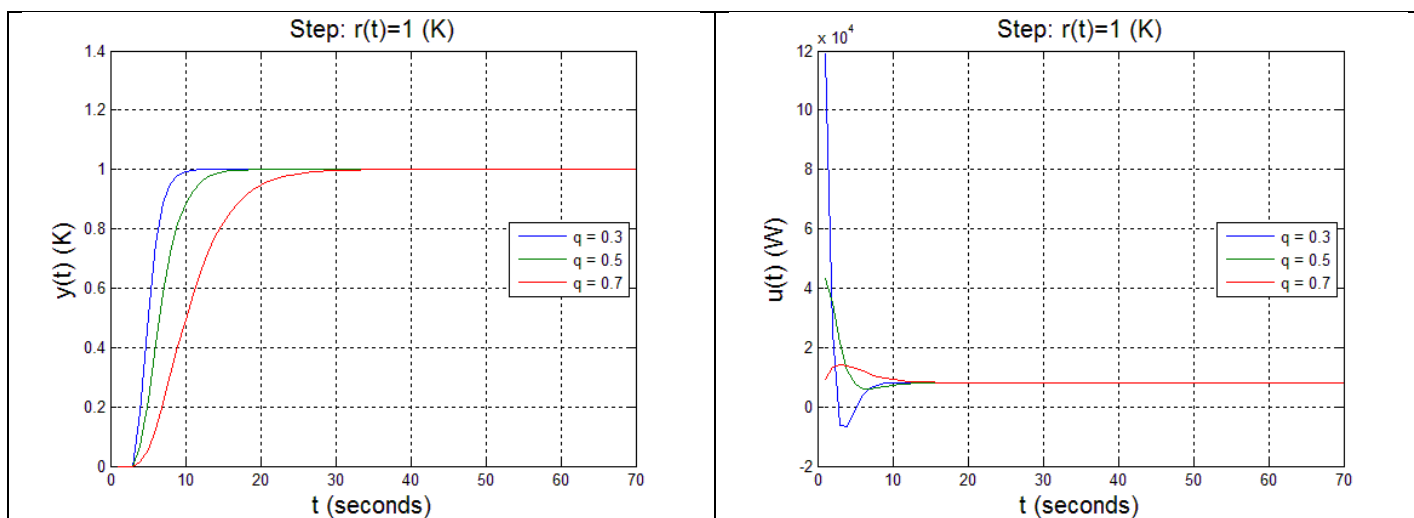 Step: r(t)=1 (K)
1.4
1.2
1
0.8
0.6
0.4
0.2
0
y(t) (K)
q = 0.3
q = 0.5
q = 0.7
0 10 20 30 40 50 60 70
t (seconds)
Step: r(t)=1 (K)
x 10^4
12
10
8
6
4
2
0
-2
u(t) (W)
q = 0.3
q = 0.5
q = 0.7
0 10 20 30 40 50 60 70
t (seconds)